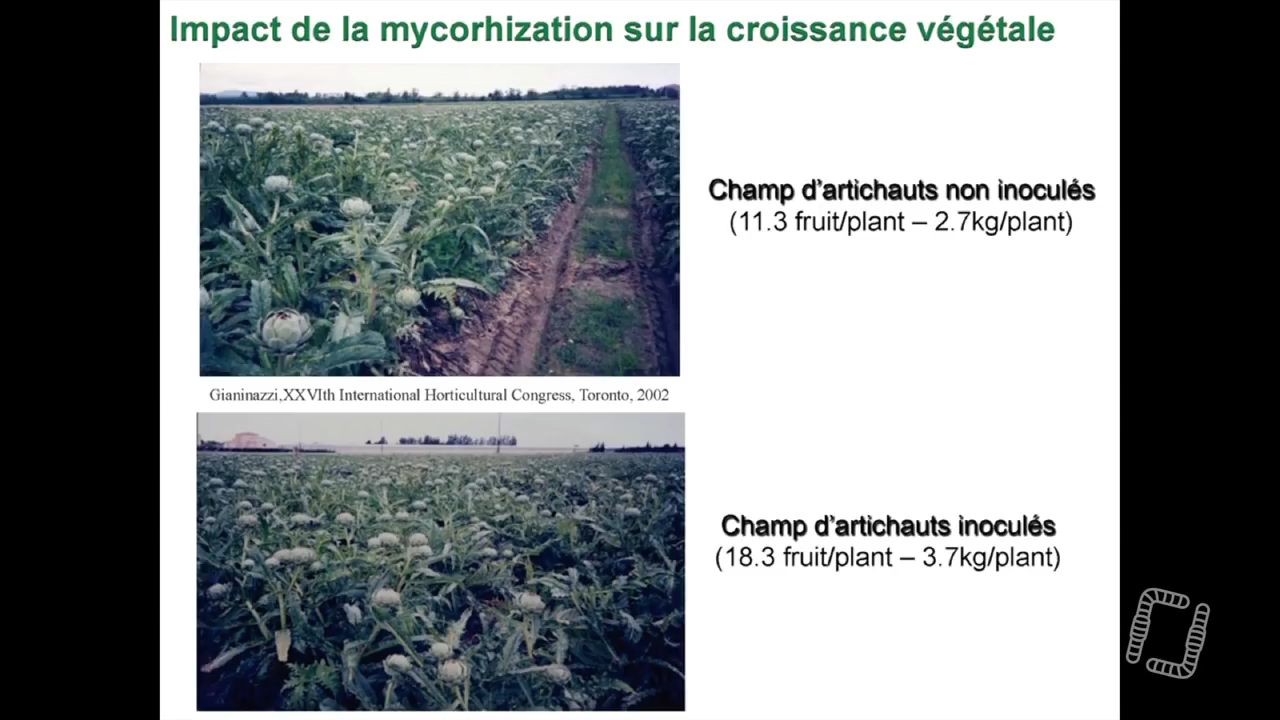 Impact de la mycorhization sur la croissance végétale
Champ d'artichauts non inoculés
(11.3 fruit/plant – 2.7kg/plant)
Gianinazzi,XXVIth International Horticultural Congress, Toronto, 2002
Champ d'artichauts inoculés
(18.3 fruit/plant – 3.7kg/plant)